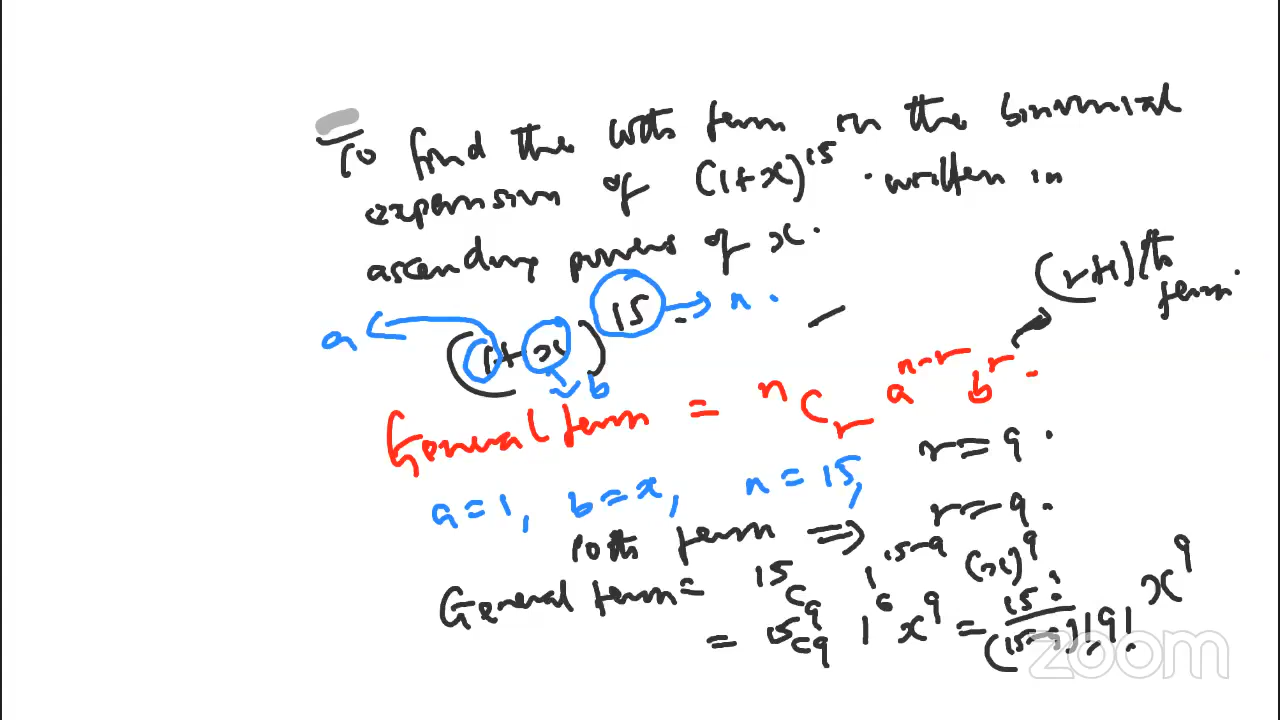 To find the 10th term in the binomial
expansion of (1+x)^15 . written in
ascending powers of x.
(r+1)th term.
a (1+x)^15 → n.
b
General term = nCr a^n-r b^r.
r = 9.
a = 1, b = x, n = 15,
10th term ⇒ r = 9.
General term = 15C9 1^15-9 (x)^9
= 15C9 1^6 x^9 = 15!/(15-9)! 9! x^9
zoom